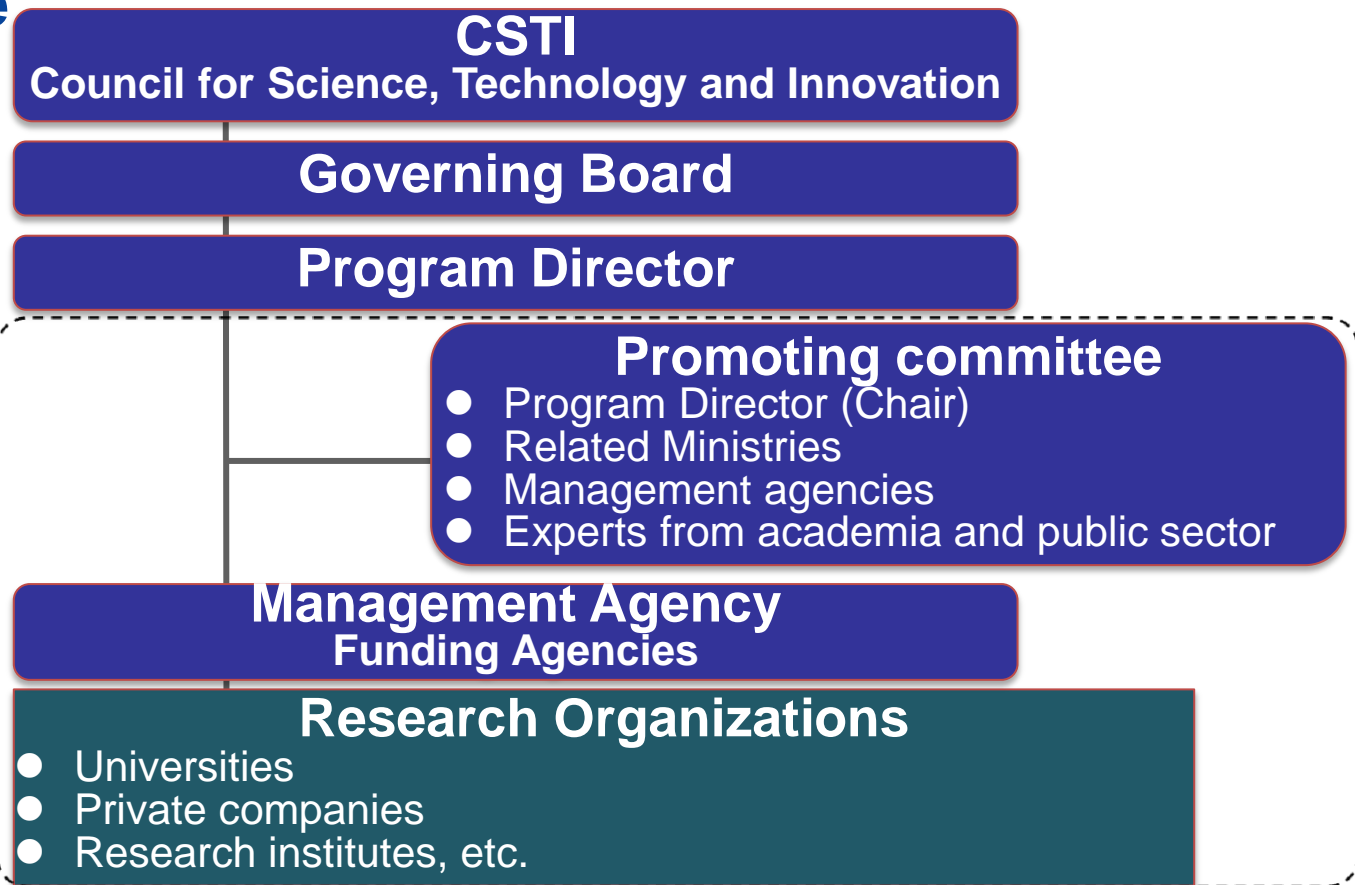 e
CSTI
Council for Science, Technology and Innovation
Governing Board
Program Director
Promoting committee
● Program Director (Chair)
● Related Ministries
● Management agencies
● Experts from academia and public sector
Management Agency
Funding Agencies
Research Organizations
● Universities
● Private companies
● Research institutes, etc.